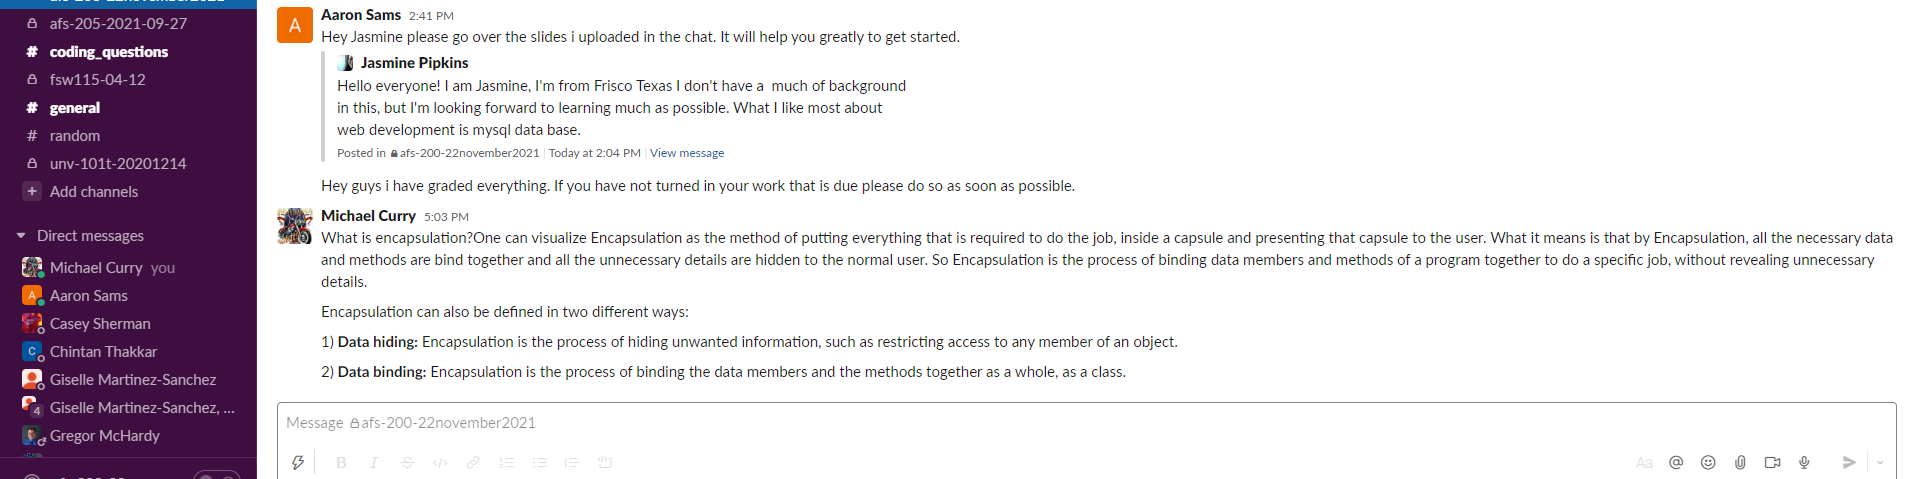 afs-205-2021-09-27
# coding_questions
fsw115-04-12
# general
# random
unv-101t-20201214
+ Add channels
Direct messages
Michael Curry you
A Aaron Sams
Casey Sherman
C Chintan Thakkar
Giselle Martinez-Sanchez
4 Giselle Martinez-Sanchez, ...
Gregor McHardy
A
Aaron Sams 2:41 PM
Hey Jasmine please go over the slides i uploaded in the chat. It will help you greatly to get started.
Jasmine Pipkins
Hello everyone! I am Jasmine, I'm from Frisco Texas I don't have a  much of background
in this, but I'm looking forward to learning much as possible. What I like most about
web development is mysql data base.
Posted in afs-200-22november2021 | Today at 2:04 PM | View message
Hey guys i have graded everything. If you have not turned in your work that is due please do so as soon as possible.
Michael Curry 5:03 PM
What is encapsulation?One can visualize Encapsulation as the method of putting everything that is required to do the job, inside a capsule and presenting that capsule to the user. What it means is that by Encapsulation, all the necessary data
and methods are bind together and all the unnecessary details are hidden to the normal user. So Encapsulation is the process of binding data members and methods of a program together to do a specific job, without revealing unnecessary
details.
Encapsulation can also be defined in two different ways:
1) Data hiding: Encapsulation is the process of hiding unwanted information, such as restricting access to any member of an object.
2) Data binding: Encapsulation is the process of binding the data members and the methods together as a whole, as a class.
Message afs-200-22november2021
B I S </> Aa @